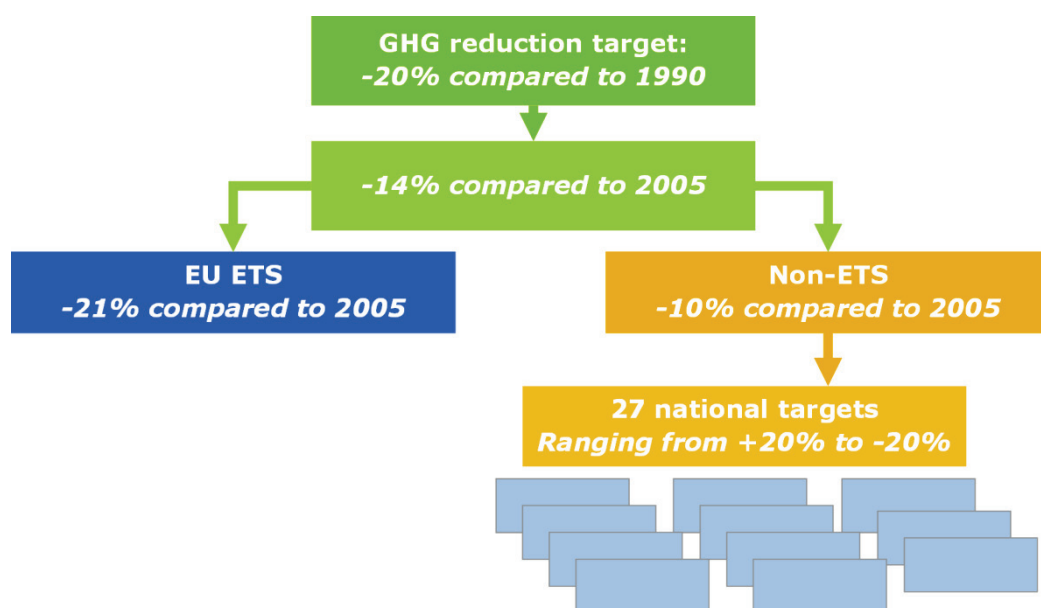 GHG reduction target:
-20% compared to 1990
-14% compared to 2005
EU ETS
-21% compared to 2005
Non-ETS
-10% compared to 2005
27 national targets
Ranging from +20% to -20%